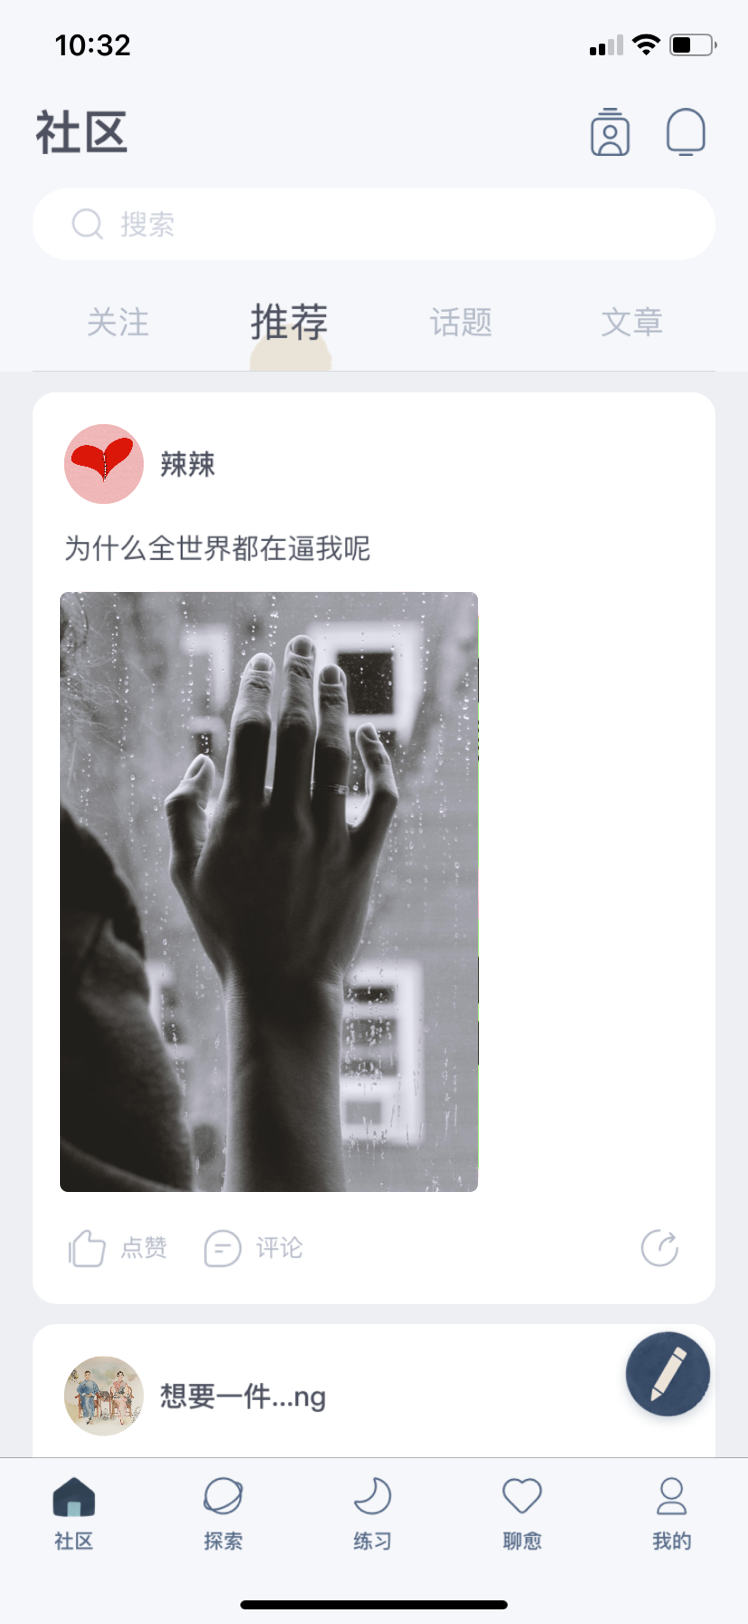 10:32
社区
搜索
关注 推荐 话题 文章
辣辣
为什么全世界都在逼我呢
点赞 评论
想要一件...ng
社区 探索 练习 聊愈 我的